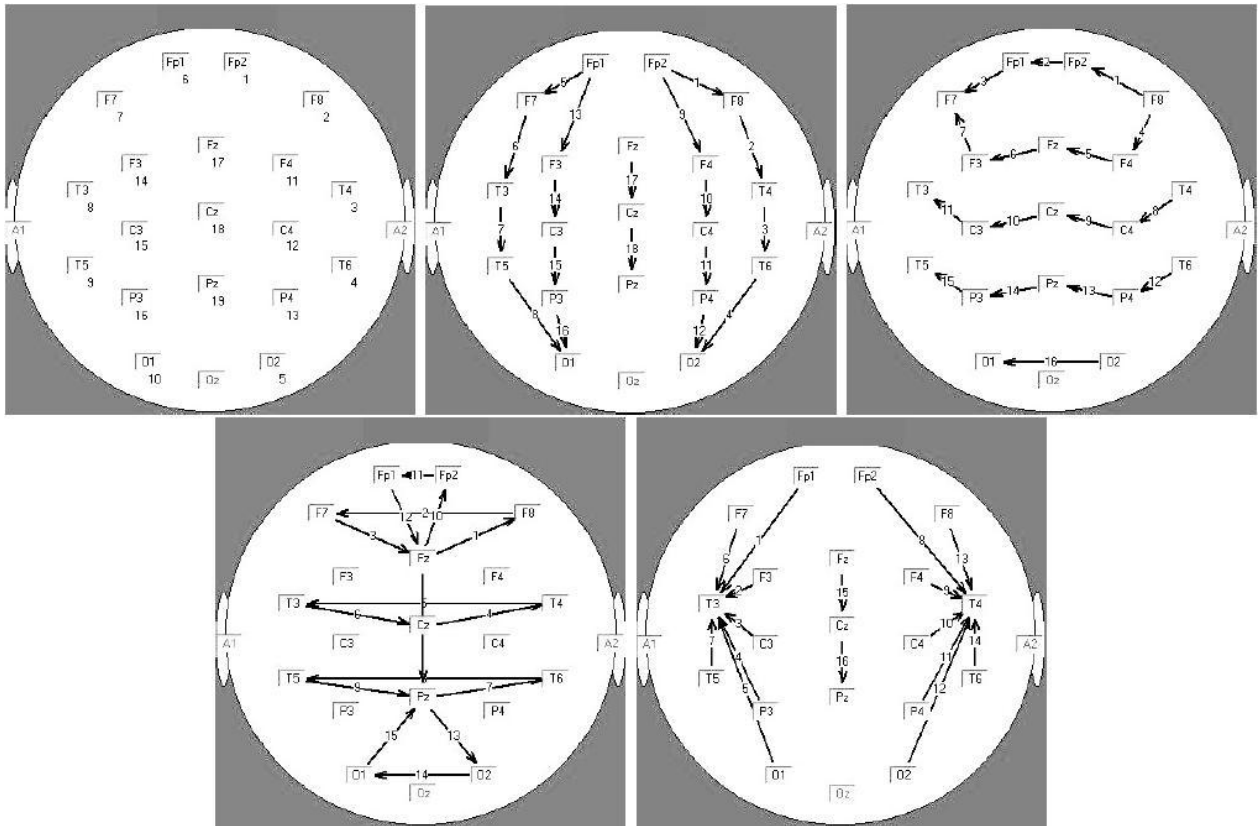 Fp1 Fp2
6 1
F7 F8
7 2
Fz
17
F3 F4
14 11
T3 T4
8 3
Cz
A1 C3 18 C4 A2
15 12
T5 T6
9 4
Pz
P3 19 P4
16 13
O1 O2
10 Oz 5
Fp1 Fp2
5 1
F7 F8
13 9
Fz
6 2
F3 F4
17
T3 T4
14 10
Cz
A1 C3 C4 A2
7 3
18
T5 T6
15 11
Pz
P3 P4
8 16 12 4
O1 O2
Oz
Fp1 2 Fp2
3 1
F7 F8
7 4
Fz
F3 6 5 F4
T3 T4
11 8
Cz
A1 C3 10 9 C4 A2
T5 T6
15 12
Pz
P3 14 13 P4
O1 16 O2
Oz
Fp1 11 Fp2
F7 12 2 10 F8
3 1
Fz
F3 F4
T3 5 T4
6 4
Cz
A1 C3 C4 A2
T5 T6
9 7
Pz
P3 P4
15 13
O1 14 O2
Oz
Fp1 Fp2
F7 F8
1 8
6 13
Fz
F3 F4
2 9
15
T3 T4
Cz
3 10
A1 7 C3 C4 14 A2
4 11
16
T5 T6
5 12
Pz
P3 P4
O1 O2
Oz